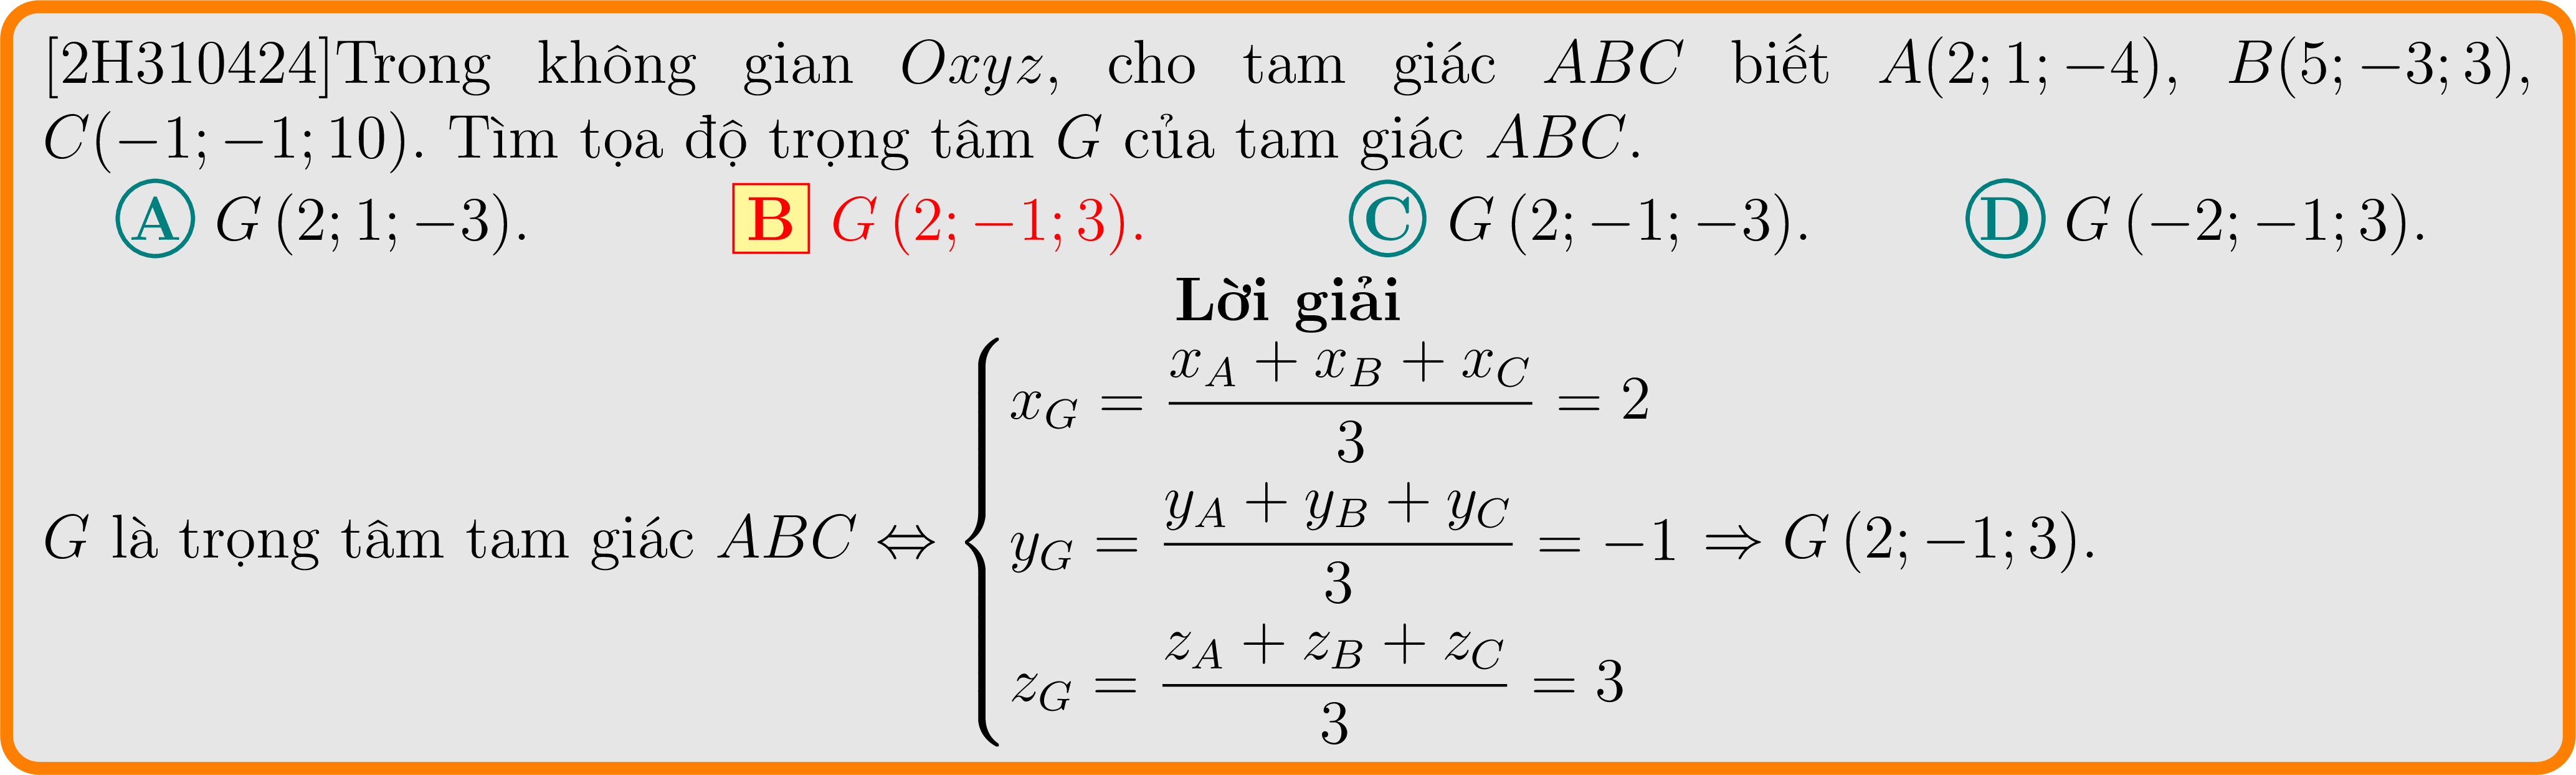 [2H310424]Trong không gian $Oxyz$, cho tam giác $ABC$ biết $A(2; 1; -4)$, $B(5; -3; 3)$,
$C(-1; -1; 10)$. Tìm tọa độ trọng tâm $G$ của tam giác $ABC$.
A $G\,(2; 1; -3)$. B $G\,(2; -1; 3)$. C $G\,(2; -1; -3)$. D $G\,(-2; -1; 3)$.
Lời giải
$G$ là trọng tâm tam giác $ABC \Leftrightarrow \begin{cases} x_G = \dfrac{x_A + x_B + x_C}{3} = 2 \\ y_G = \dfrac{y_A + y_B + y_C}{3} = -1 \\ z_G = \dfrac{z_A + z_B + z_C}{3} = 3 \end{cases} \Rightarrow G\,(2; -1; 3)$.